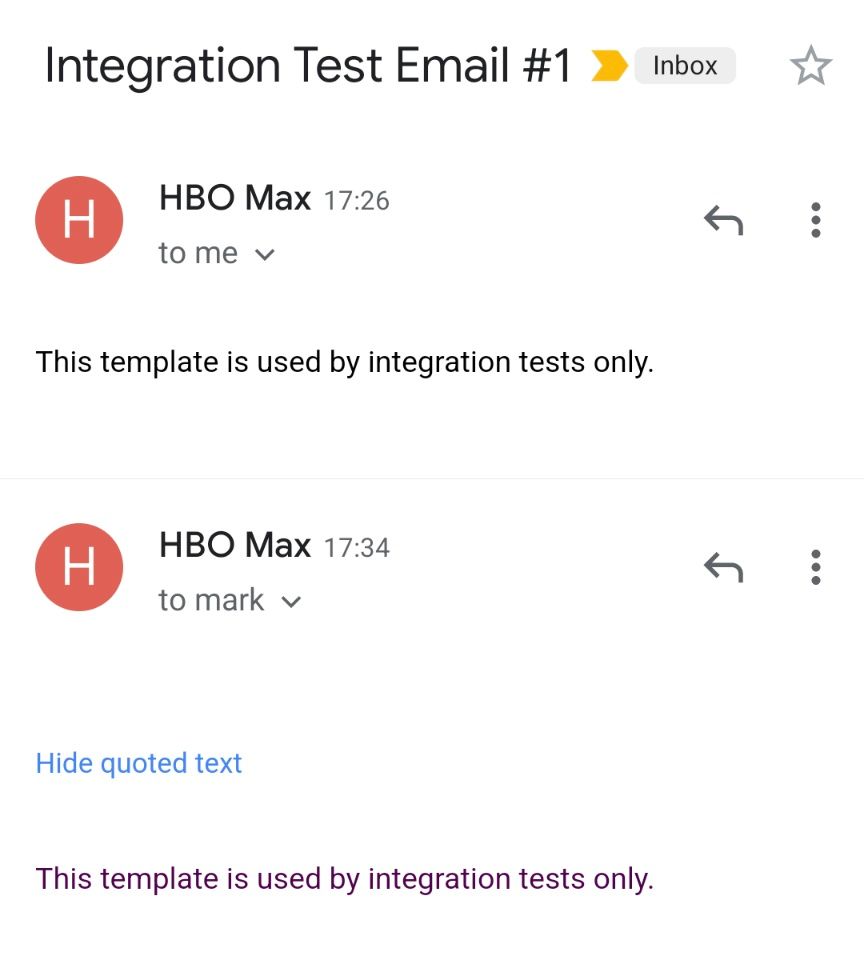 Integration Test Email #1 Inbox
H
HBO Max 17:26
to me
This template is used by integration tests only.
H
HBO Max 17:34
to mark
Hide quoted text
This template is used by integration tests only.